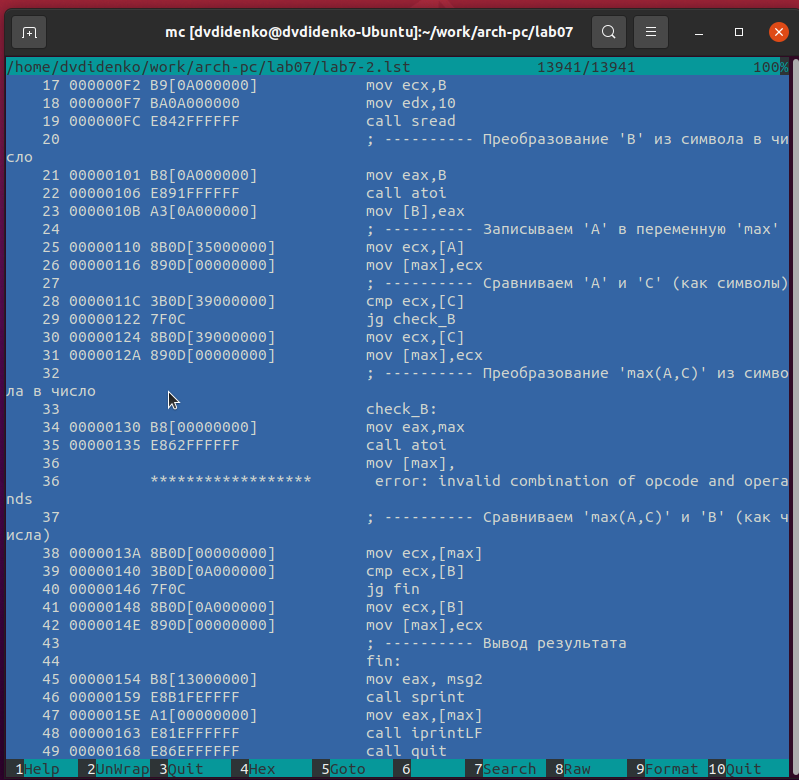 mc [dvdidenko@dvdidenko-Ubuntu]:~/work/arch-pc/lab07
/home/dvdidenko/work/arch-pc/lab07/lab7-2.lst 13941/13941 100%
17 000000F2 B9[0A000000] mov ecx,B
18 000000F7 BA0A000000 mov edx,10
19 000000FC E842FFFFFF call sread
20 ; ---------- Преобразование 'B' из символа в чи
сло
21 00000101 B8[0A000000] mov eax,B
22 00000106 E891FFFFFF call atoi
23 0000010B A3[0A000000] mov [B],eax
24 ; ---------- Записываем 'A' в переменную 'max'
25 00000110 8B0D[35000000] mov ecx,[A]
26 00000116 890D[00000000] mov [max],ecx
27 ; ---------- Сравниваем 'A' и 'C' (как символы)
28 0000011C 3B0D[39000000] cmp ecx,[C]
29 00000122 7F0C jg check_B
30 00000124 8B0D[39000000] mov ecx,[C]
31 0000012A 890D[00000000] mov [max],ecx
32 ; ---------- Преобразование 'max(A,C)' из симво
ла в число
33 check_B:
34 00000130 B8[00000000] mov eax,max
35 00000135 E862FFFFFF call atoi
36 mov [max],
36 ****************** error: invalid combination of opcode and opera
nds
37 ; ---------- Сравниваем 'max(A,C)' и 'B' (как ч
исла)
38 0000013A 8B0D[00000000] mov ecx,[max]
39 00000140 3B0D[0A000000] cmp ecx,[B]
40 00000146 7F0C jg fin
41 00000148 8B0D[0A000000] mov ecx,[B]
42 0000014E 890D[00000000] mov [max],ecx
43 ; ---------- Вывод результата
44 fin:
45 00000154 B8[13000000] mov eax, msg2
46 00000159 E8B1FEFFFF call sprint
47 0000015E A1[00000000] mov eax,[max]
48 00000163 E81EFFFFFF call iprintLF
49 00000168 E86EFFFFFF call quit
1Help 2UnWrap 3Quit 4Hex 5Goto 6 7Search 8Raw 9Format 10Quit